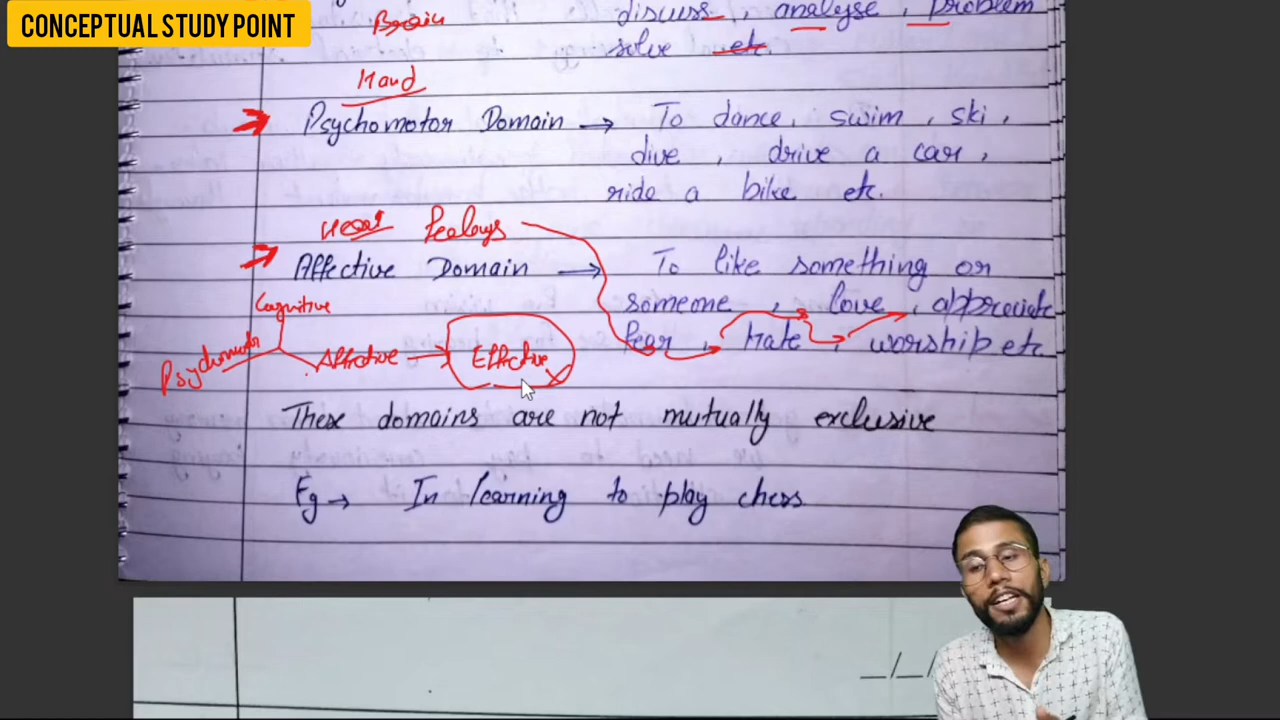 CONCEPTUAL STUDY POINT
Brain
discuss, analyse, problem
solve etc.
Hand
Psychomotor Domain → To dance, swim, ski,
dive, drive a car,
ride a bike etc.
Heart feelings
Affective Domain → To like something or
someone, love, appreciate
fear, hate, worship etc.
Cognitive
Psychomotor
Affective → Effective
These domains are not mutually exclusive
Eg → In learning to play chess